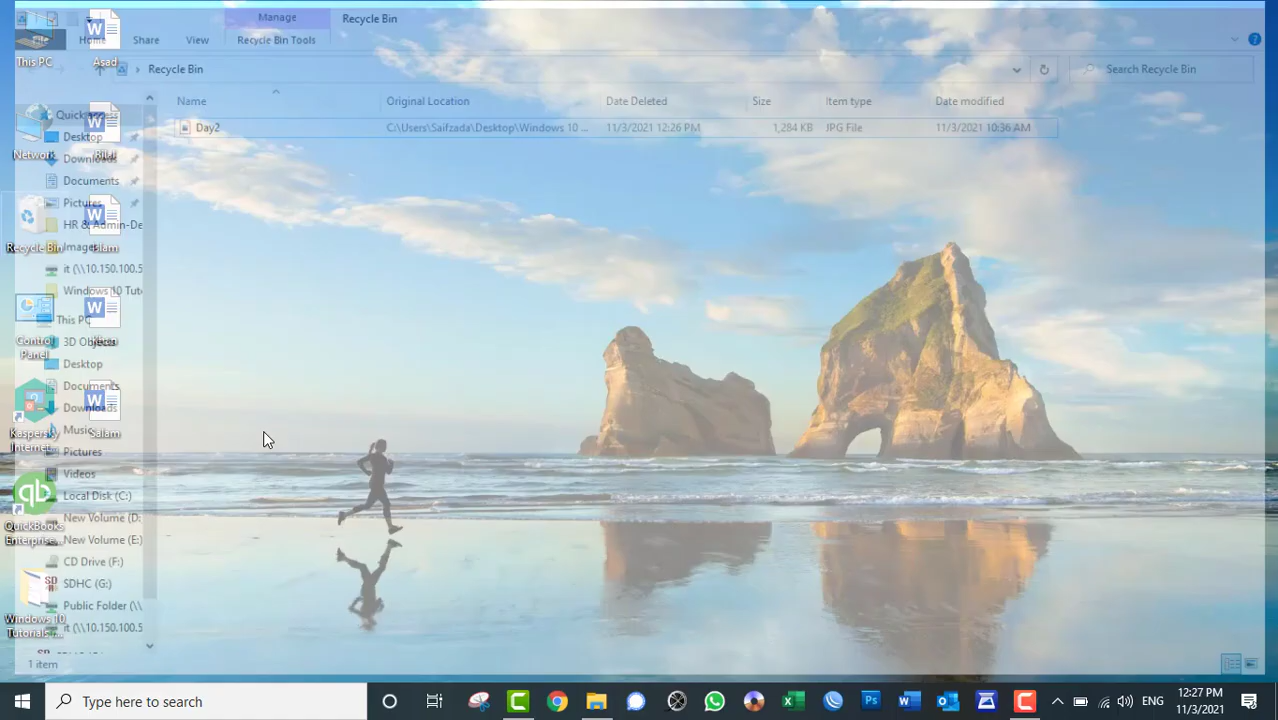 Manage
Recycle Bin
File
Home
Share
View
Recycle Bin Tools
Recycle Bin
Search Recycle Bin
Name
Original Location
Date Deleted
Size
Item type
Date modified
Day2
C:\Users\Saifzada\Desktop\Windows 10 ...
11/3/2021 12:26 PM
1,284 KB
JPG File
11/3/2021 10:36 AM
Quick access
Desktop
Downloads
Documents
Pictures
HR & Admin-De
Images
it (\\10.150.100.5
Windows 10 Tuto
This PC
3D Objects
Desktop
Documents
Downloads
Music
Pictures
Videos
Local Disk (C:)
New Volume (D:
New Volume (E:)
CD Drive (F:)
SDHC (G:)
Public Folder (\\
it (\\10.150.100.5
1 item
This PC
Asad
Network
Bilal
Recycle Bin
Islam
Control
Panel
Kaspersky
Internet...
Salam
QuickBooks
Enterprise...
Windows 10
Tutorials ...
Type here to search
ENG
12:27 PM
11/3/2021